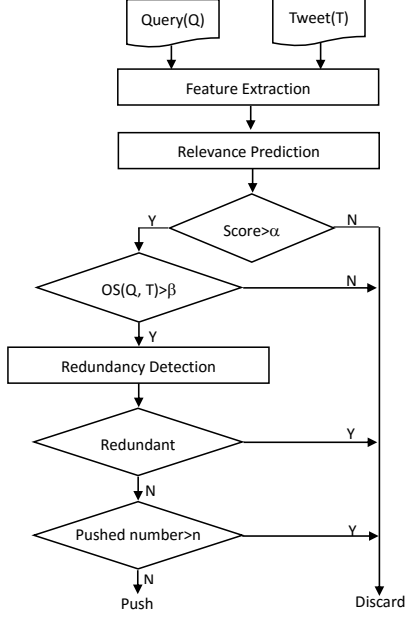 Query(Q)
Tweet(T)
Feature Extraction
Relevance Prediction
Y
N
Score>α
OS(Q, T)>β
N
Y
Redundancy Detection
Redundant
Y
N
Pushed number>n
Y
N
Push
Discard